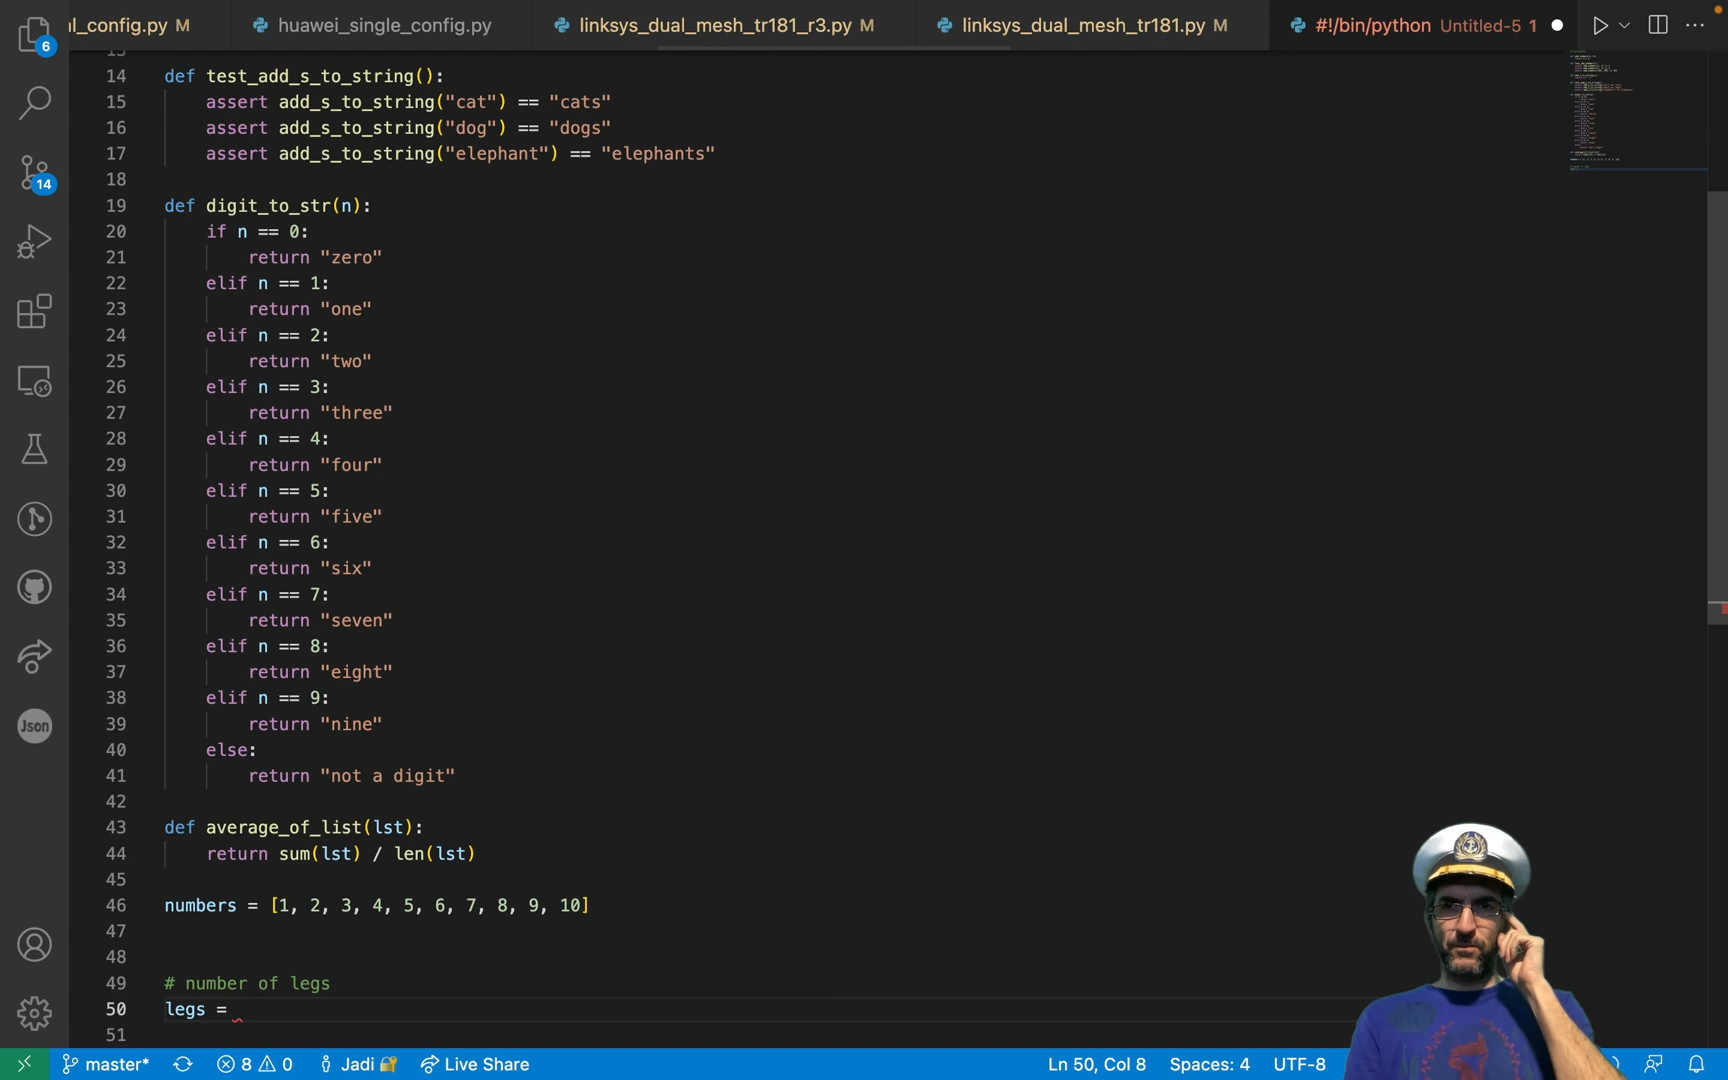 al_config.py M
huawei_single_config.py
linksys_dual_mesh_tr181_r3.py M
linksys_dual_mesh_tr181.py M
#!/bin/python Untitled-5 1
14 def test_add_s_to_string():
15 assert add_s_to_string("cat") == "cats"
16 assert add_s_to_string("dog") == "dogs"
17 assert add_s_to_string("elephant") == "elephants"
18
19 def digit_to_str(n):
20 if n == 0:
21 return "zero"
22 elif n == 1:
23 return "one"
24 elif n == 2:
25 return "two"
26 elif n == 3:
27 return "three"
28 elif n == 4:
29 return "four"
30 elif n == 5:
31 return "five"
32 elif n == 6:
33 return "six"
34 elif n == 7:
35 return "seven"
36 elif n == 8:
37 return "eight"
38 elif n == 9:
39 return "nine"
40 else:
41 return "not a digit"
42
43 def average_of_list(lst):
44 return sum(lst) / len(lst)
45
46 numbers = [1, 2, 3, 4, 5, 6, 7, 8, 9, 10]
47
48
49 # number of legs
50 legs =
51
6
14
Json
master* 8 0 Jadi Live Share Ln 50, Col 8 Spaces: 4 UTF-8